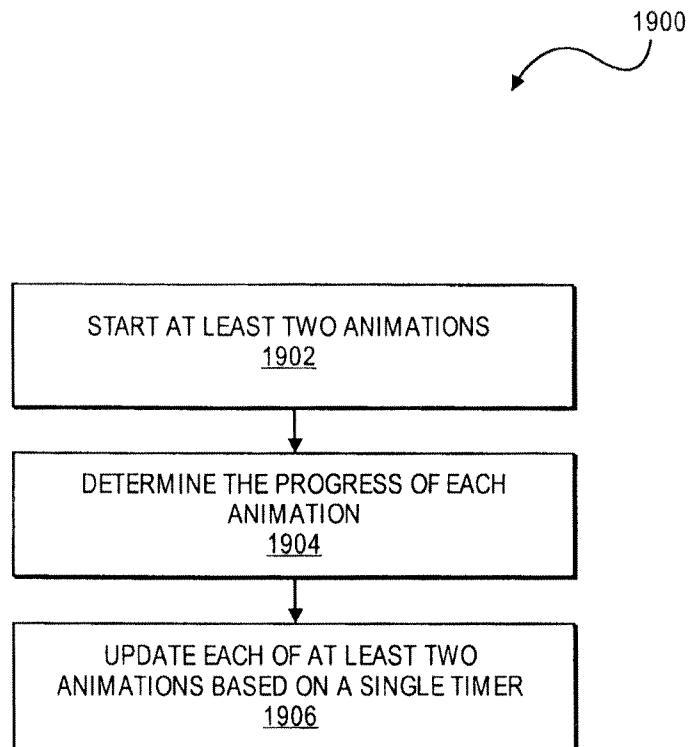 1900
START AT LEAST TWO ANIMATIONS
1902
DETERMINE THE PROGRESS OF EACH
ANIMATION
1904
UPDATE EACH OF AT LEAST TWO
ANIMATIONS BASED ON A SINGLE TIMER
1906